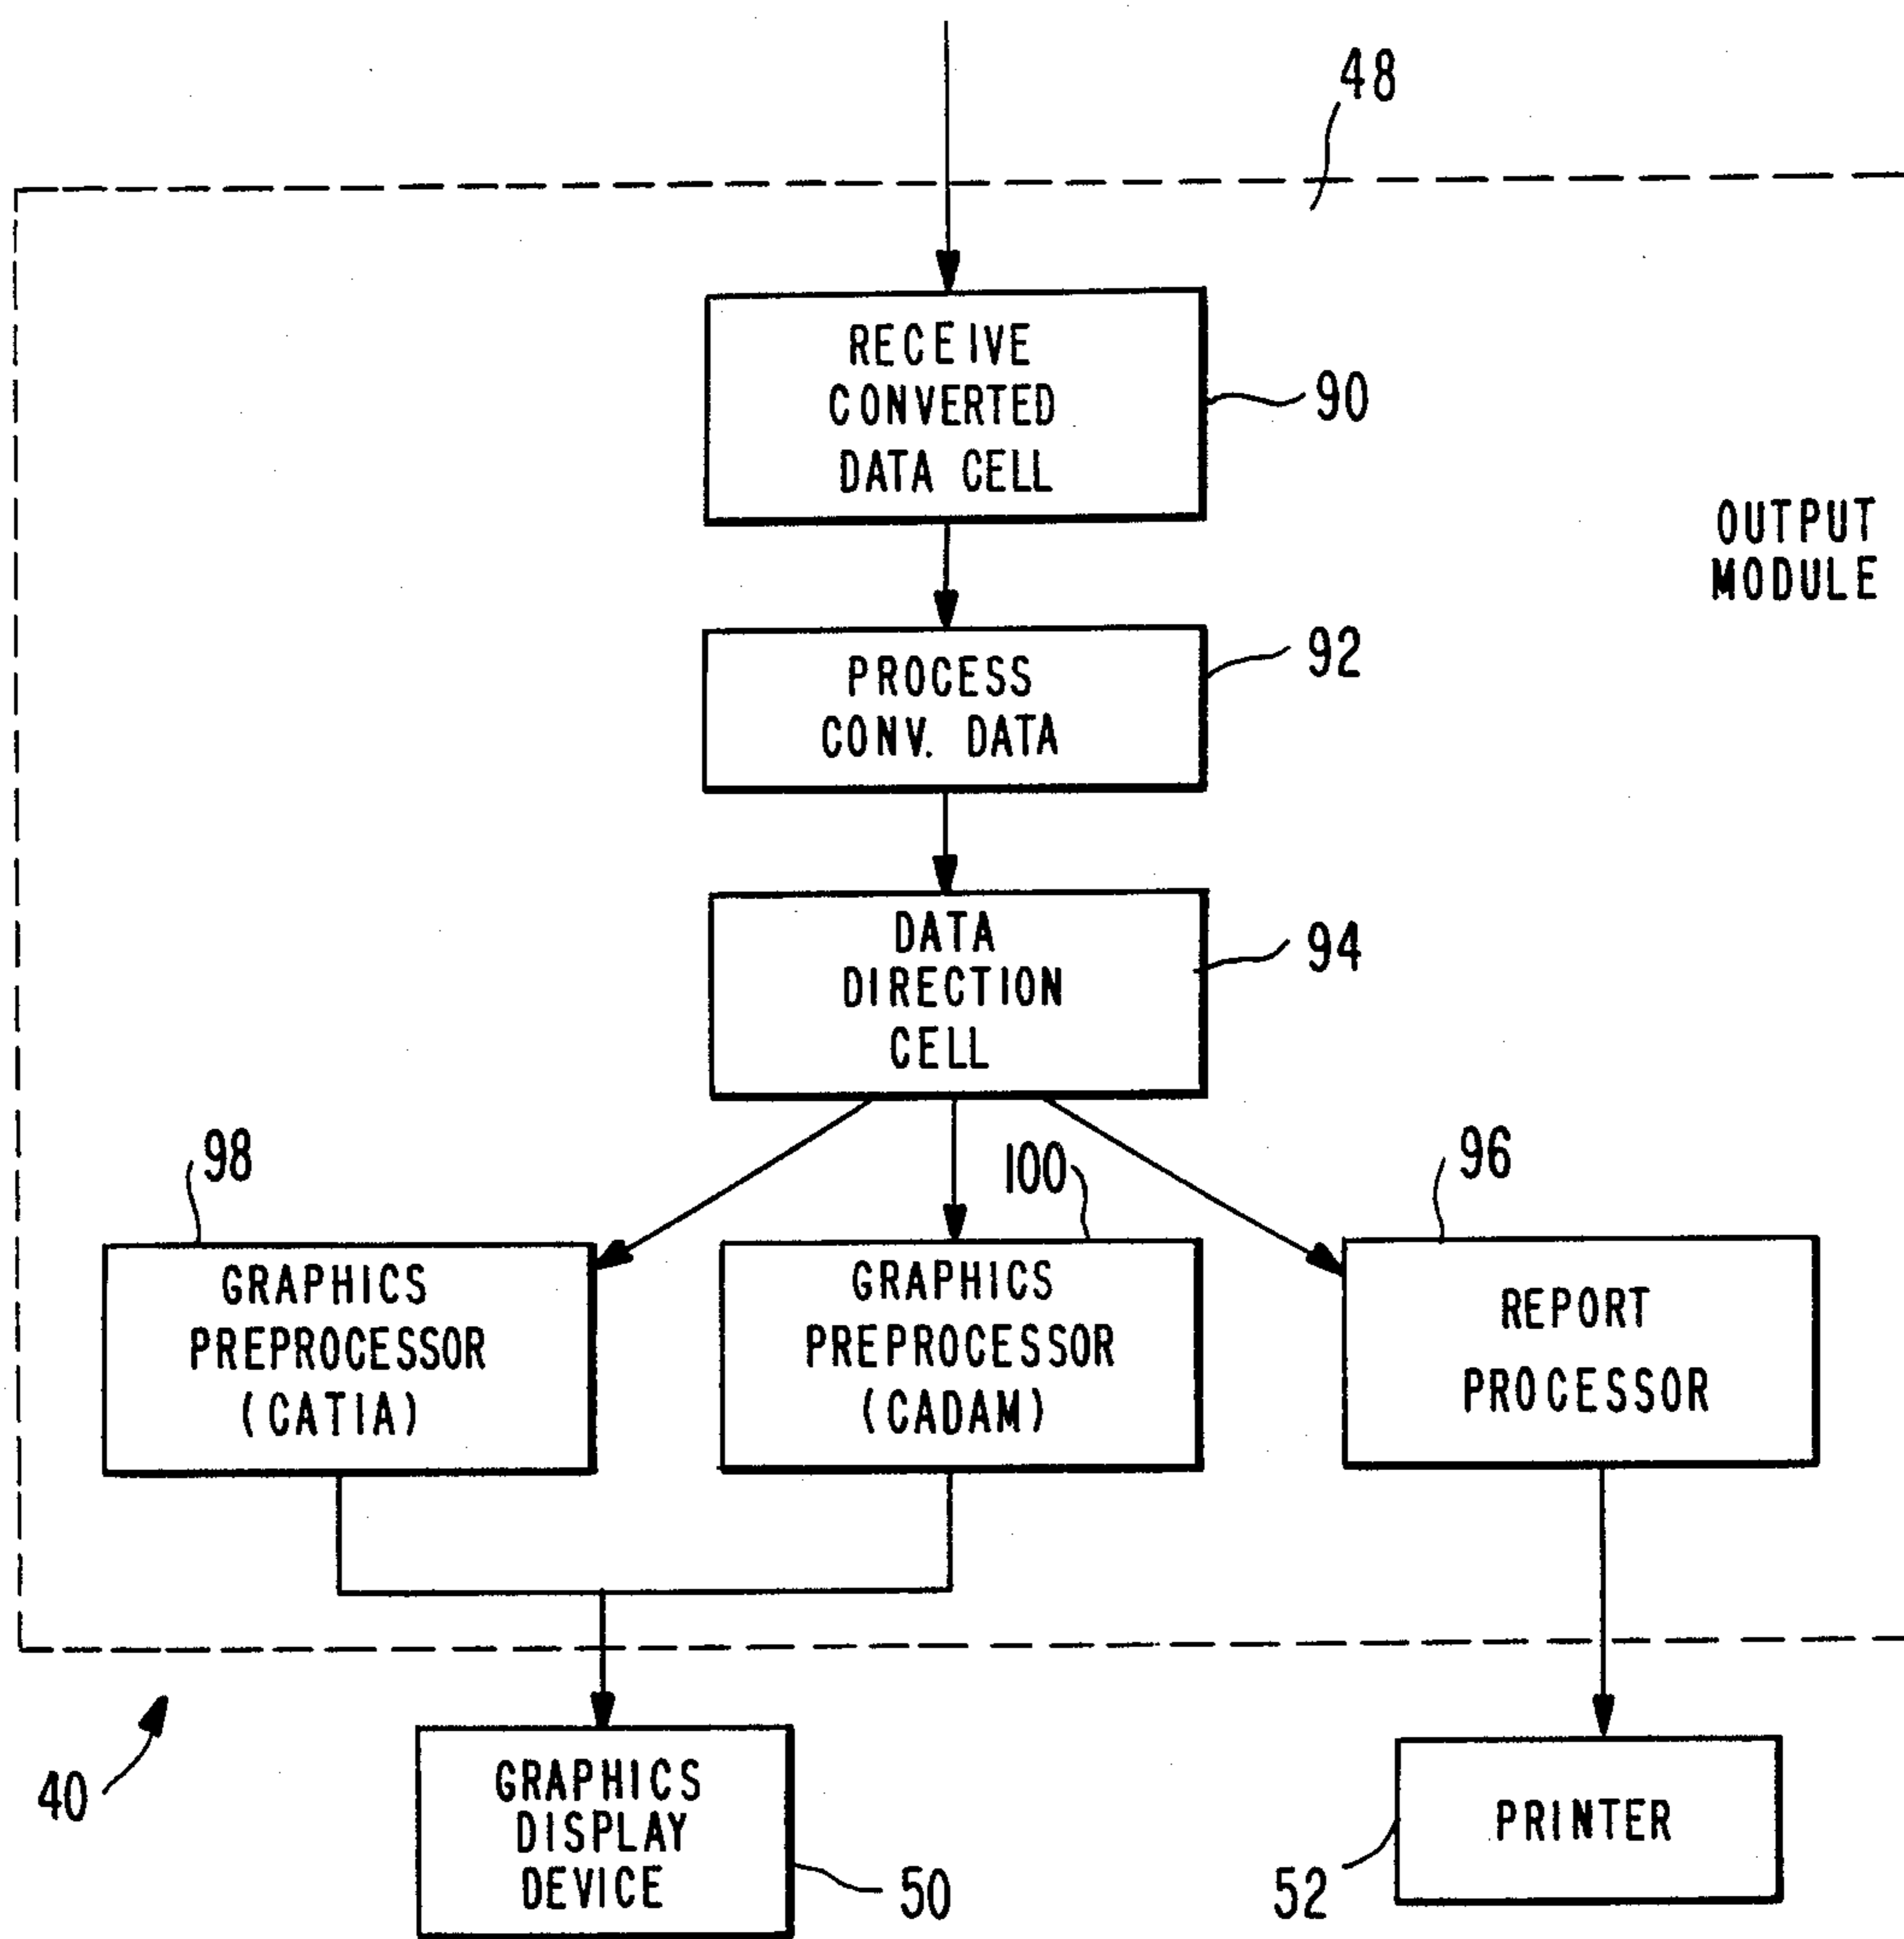 48
RECEIVE
CONVERTED
DATA CELL
90
OUTPUT
MODULE
PROCESS
CONV. DATA
92
DATA
DIRECTION
CELL
94
98
100
96
GRAPHICS
PREPROCESSOR
(CATIA)
GRAPHICS
PREPROCESSOR
(CADAM)
REPORT
PROCESSOR
40
GRAPHICS
DISPLAY
DEVICE
50
PRINTER
52